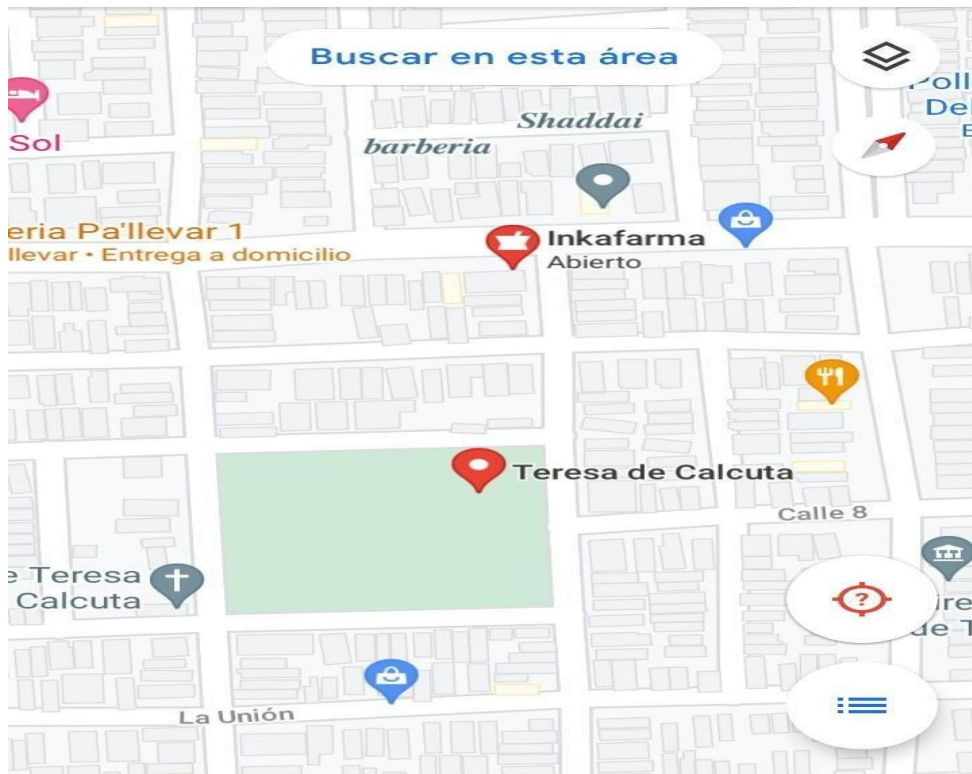 Buscar en esta área
Poll
De
Sol
Shaddai
barberia
eria Pa'llevar 1
llevar • Entrega a domicilio
Inkafarma
Abierto
Teresa de Calcuta
Calle 8
e Teresa
Calcuta
?
ire
de T
La Unión